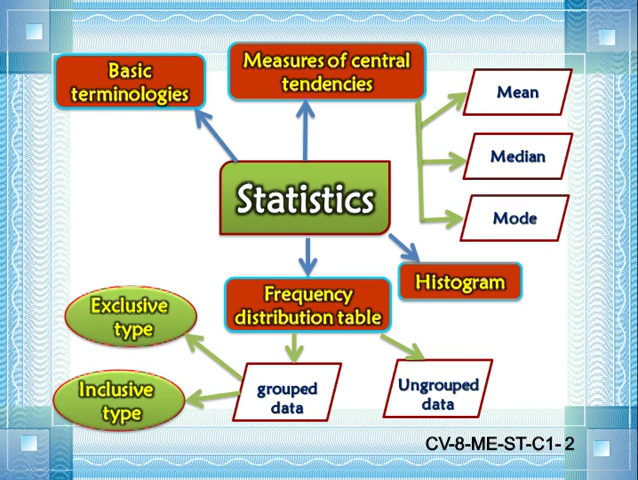 Basic
terminologies
Measures of central
tendencies
Mean
Median
Mode
Statistics
Histogram
Frequency
distribution table
Exclusive
type
Inclusive
type
grouped
data
Ungrouped
data
CV-8-ME-ST-C1- 2